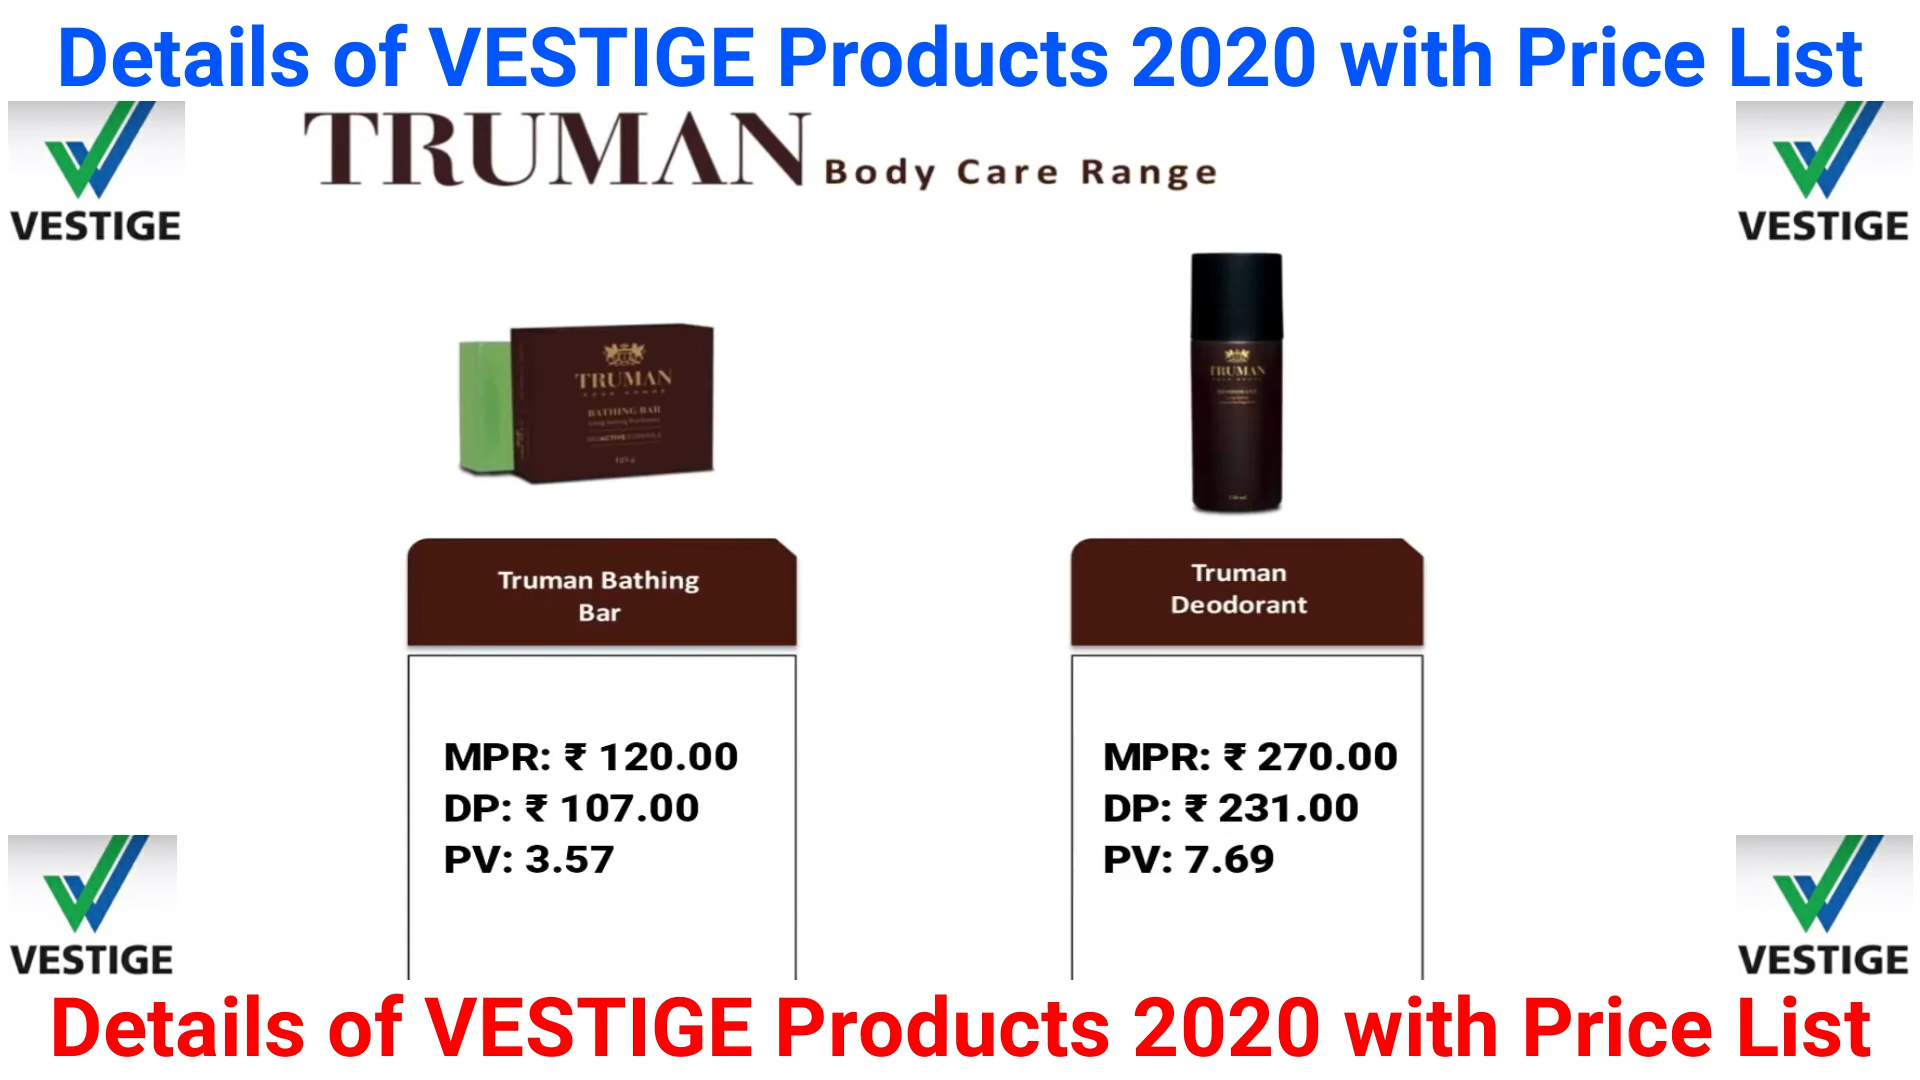 Details of VESTIGE Products 2020 with Price List
VESTIGE
TRUMAN Body Care Range
VESTIGE
TRUMAN
BATHING BAR
TRUMAN
Truman Bathing
Bar
Truman
Deodorant
MPR: ₹ 120.00
DP: ₹ 107.00
PV: 3.57
MPR: ₹ 270.00
DP: ₹ 231.00
PV: 7.69
VESTIGE
VESTIGE
Details of VESTIGE Products 2020 with Price List